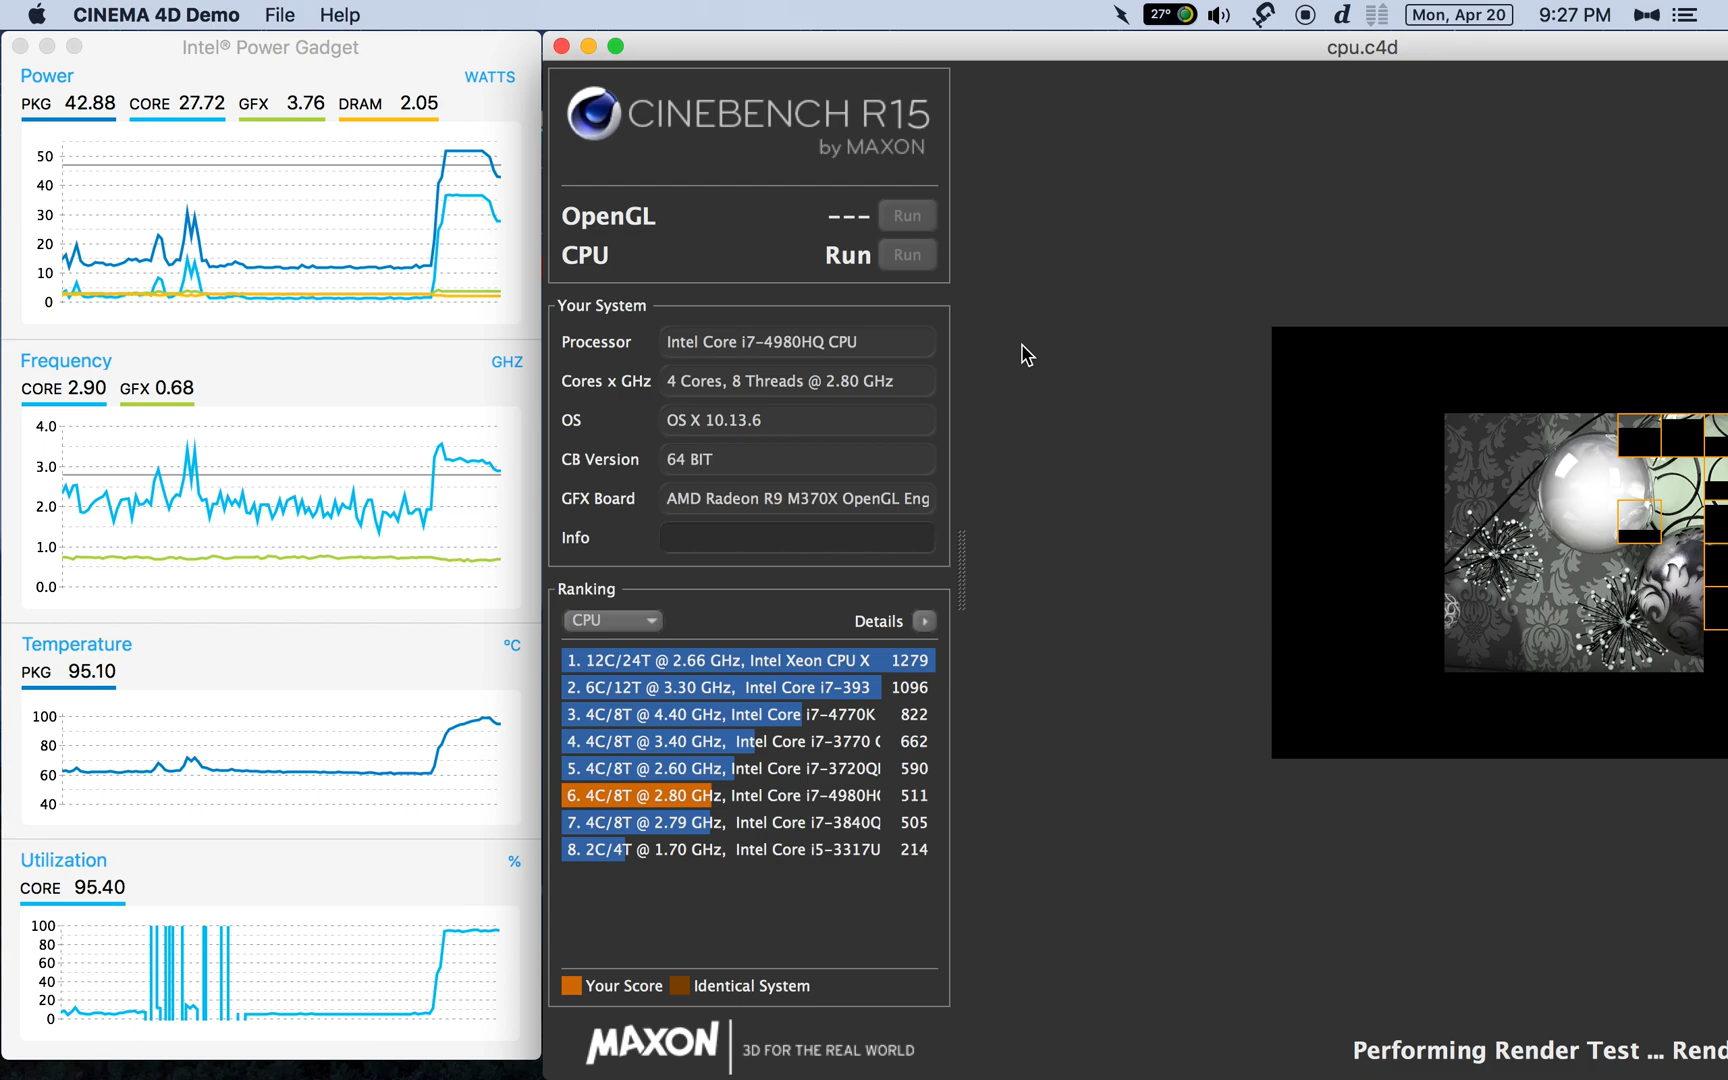 CINEMA 4D Demo File Help
27°
d
Mon, Apr 20
9:27 PM
Intel® Power Gadget
Power WATTS
PKG 42.88 CORE 27.72 GFX 3.76 DRAM 2.05
50
40
30
20
10
0
Frequency GHZ
CORE 2.90 GFX 0.68
4.0
3.0
2.0
1.0
0.0
Temperature °C
PKG 95.10
100
80
60
40
Utilization %
CORE 95.40
100
80
60
40
20
0
cpu.c4d
CINEBENCH R15
by MAXON
OpenGL --- Run
CPU Run Run
Your System
Processor Intel Core i7-4980HQ CPU
Cores x GHz 4 Cores, 8 Threads @ 2.80 GHz
OS OS X 10.13.6
CB Version 64 BIT
GFX Board AMD Radeon R9 M370X OpenGL Eng
Info
Ranking
CPU Details
1. 12C/24T @ 2.66 GHz, Intel Xeon CPU X 1279
2. 6C/12T @ 3.30 GHz, Intel Core i7-393 1096
3. 4C/8T @ 4.40 GHz, Intel Core i7-4770K 822
4. 4C/8T @ 3.40 GHz, Intel Core i7-3770 662
5. 4C/8T @ 2.60 GHz, Intel Core i7-3720Q 590
6. 4C/8T @ 2.80 GHz, Intel Core i7-4980H 511
7. 4C/8T @ 2.79 GHz, Intel Core i7-3840Q 505
8. 2C/4T @ 1.70 GHz, Intel Core i5-3317U 214
Your Score Identical System
MAXON 3D FOR THE REAL WORLD
Performing Render Test ... Rend